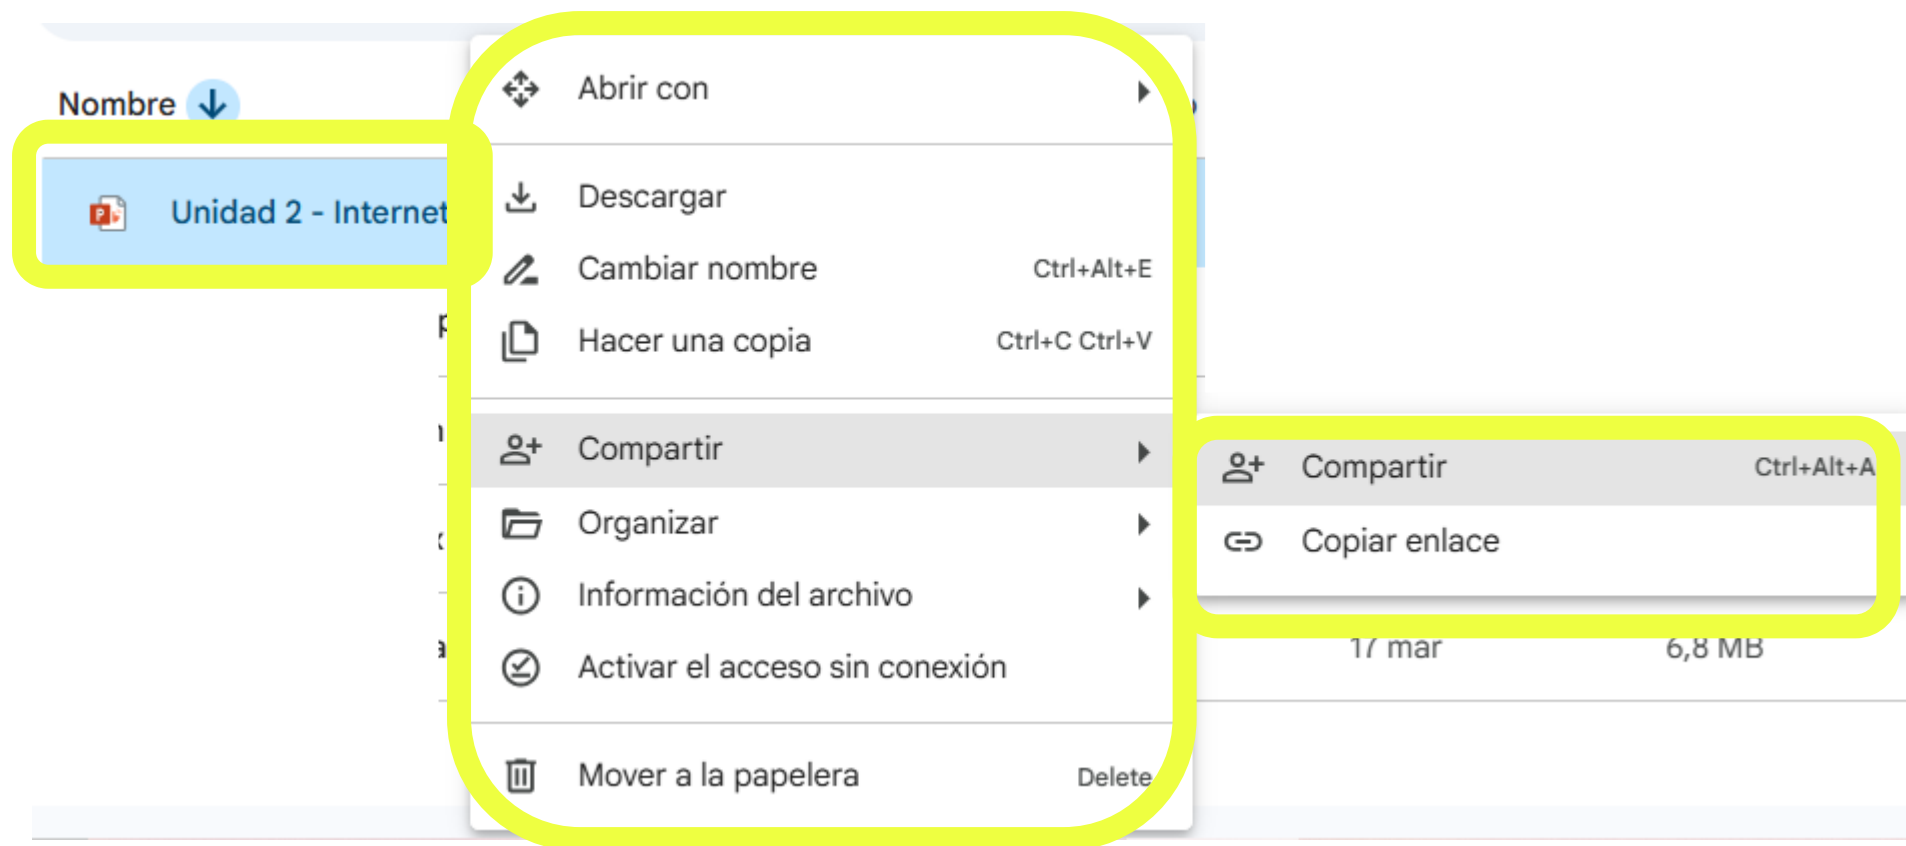 Nombre
Unidad 2 - Internet
Abrir con
Descargar
Cambiar nombre Ctrl+Alt+E
Hacer una copia Ctrl+C Ctrl+V
Compartir
Organizar
Información del archivo
Activar el acceso sin conexión
Mover a la papelera Delete
Compartir Ctrl+Alt+A
Copiar enlace
17 mar 6,8 MB